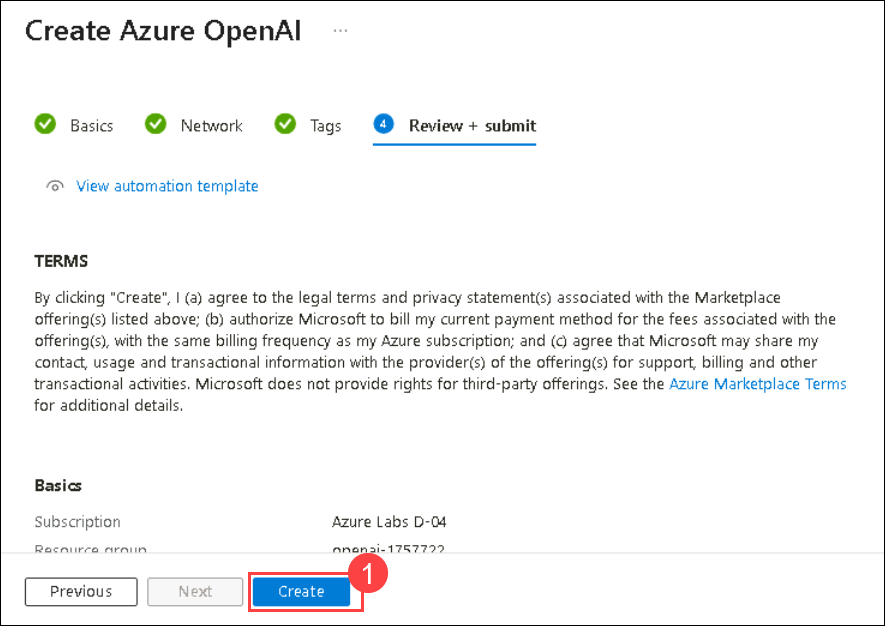 Create Azure OpenAI ...
Basics Network Tags 4 Review + submit
View automation template
TERMS
By clicking "Create", I (a) agree to the legal terms and privacy statement(s) associated with the Marketplace
offering(s) listed above; (b) authorize Microsoft to bill my current payment method for the fees associated with the
offering(s), with the same billing frequency as my Azure subscription; and (c) agree that Microsoft may share my
contact, usage and transactional information with the provider(s) of the offering(s) for support, billing and other
transactional activities. Microsoft does not provide rights for third-party offerings. See the Azure Marketplace Terms
for additional details.
Basics
Subscription Azure Labs D-04
Resource group openai-1757722
Previous Next Create 1